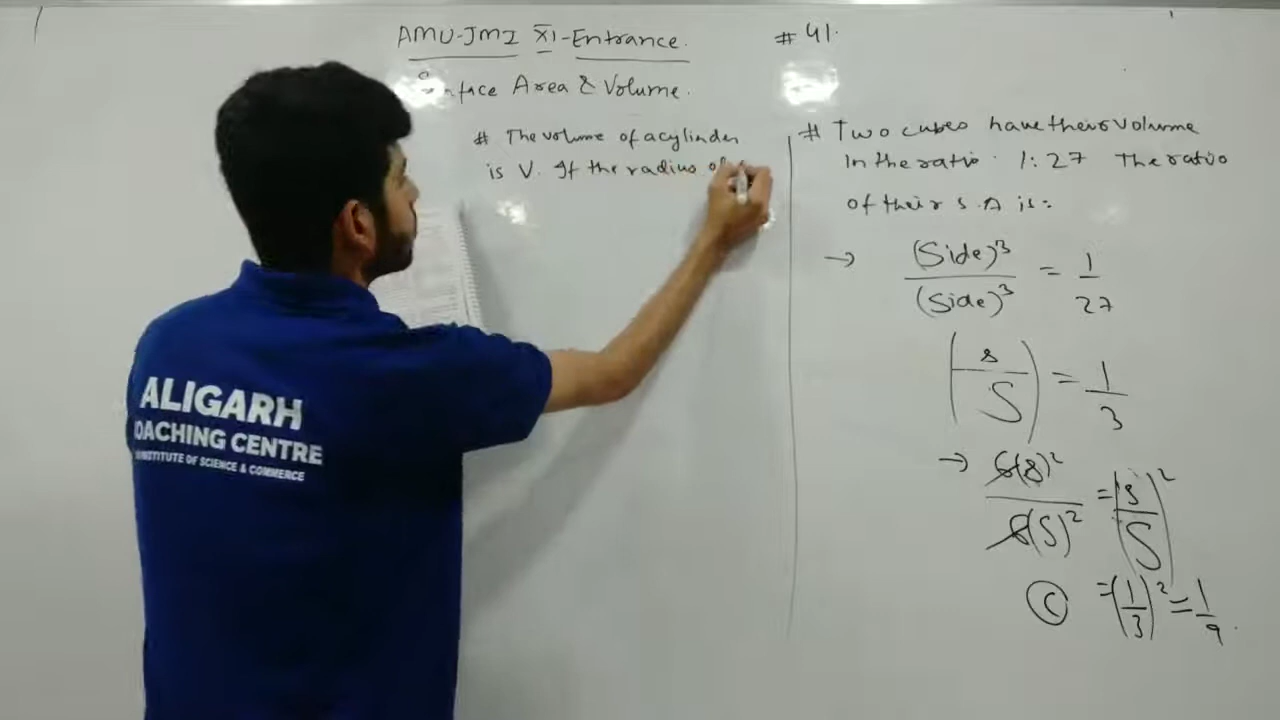 AMU-JMI XI-Entrance.
# 41.
Surface Area & Volume.
# The volume of a cylinder
is V. If the radius of
# Two cubes have their volume
in the ratio 1:27 The ratio
of their S.A is:
→ (Side)³ / (Side)³ = 1/27
(s/S) = 1/3
→ 6(s)² / 6(S)² = (s/S)²
(C) = (1/3)² = 1/9
ALIGARH
OACHING CENTRE
INSTITUTE OF SCIENCE & COMMERCE